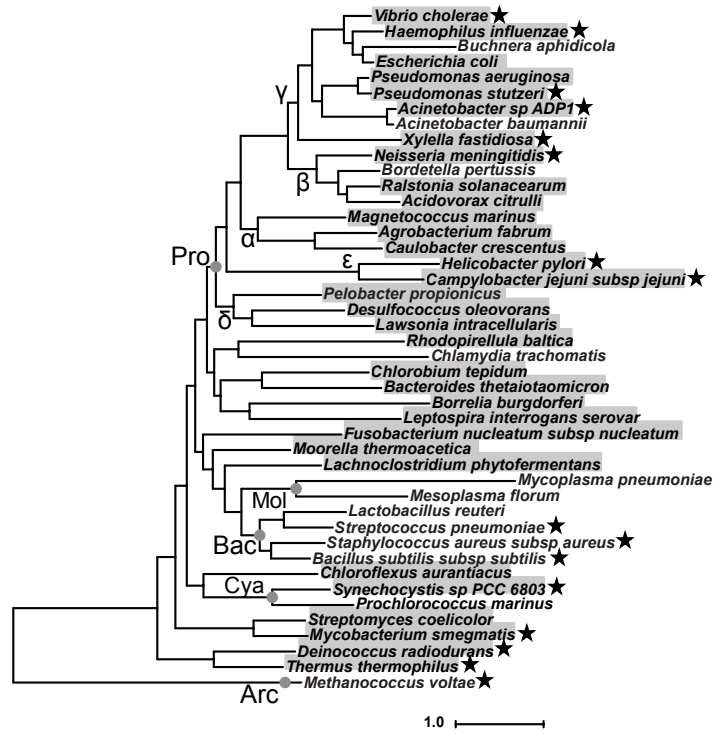 Vibrio cholerae ★
Haemophilus influenzae ★
Buchnera aphidicola
Escherichia coli
Pseudomonas aeruginosa
γ
Pseudomonas stutzeri ★
Acinetobacter sp ADP1 ★
Acinetobacter baumannii
Xylella fastidiosa ★
Neisseria meningitidis ★
Bordetella pertussis
β
Ralstonia solanacearum
Acidovorax citrulli
Magnetococcus marinus
Agrobacterium fabrum
α
Caulobacter crescentus
Pro
ε
Helicobacter pylori ★
Campylobacter jejuni subsp jejuni ★
Pelobacter propionicus
Desulfococcus oleovorans
δ
Lawsonia intracellularis
Rhodopirellula baltica
Chlamydia trachomatis
Chlorobium tepidum
Bacteroides thetaiotaomicron
Borrelia burgdorferi
Leptospira interrogans serovar
Fusobacterium nucleatum subsp nucleatum
Moorella thermoacetica
Lachnoclostridium phytofermentans
Mycoplasma pneumoniae
Mol
Mesoplasma florum
Lactobacillus reuteri
Streptococcus pneumoniae ★
Bac
Staphylococcus aureus subsp aureus ★
Bacillus subtilis subsp subtilis ★
Chloroflexus aurantiacus
Cya
Synechocystis sp PCC 6803 ★
Prochlorococcus marinus
Streptomyces coelicolor
Mycobacterium smegmatis ★
Deinococcus radiodurans ★
Thermus thermophilus ★
Methanococcus voltae ★
Arc
1.0